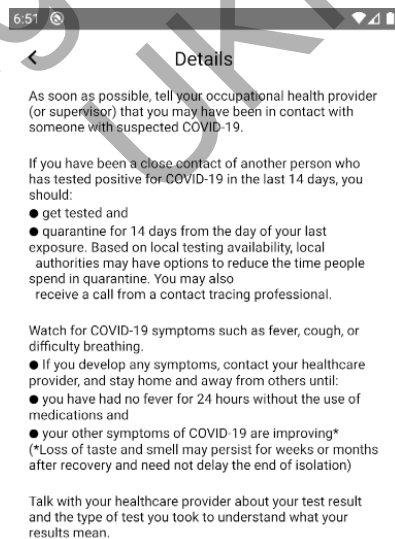 6:51
Details
As soon as possible, tell your occupational health provider
(or supervisor) that you may have been in contact with
someone with suspected COVID-19.
If you have been a close contact of another person who
has tested positive for COVID-19 in the last 14 days, you
should:
● get tested and
● quarantine for 14 days from the day of your last
exposure. Based on local testing availability, local
authorities may have options to reduce the time people
spend in quarantine. You may also
receive a call from a contact tracing professional.
Watch for COVID-19 symptoms such as fever, cough, or
difficulty breathing.
● If you develop any symptoms, contact your healthcare
provider, and stay home and away from others until:
● you have had no fever for 24 hours without the use of
medications and
● your other symptoms of COVID-19 are improving*
(*Loss of taste and smell may persist for weeks or months
after recovery and need not delay the end of isolation)
Talk with your healthcare provider about your test result
and the type of test you took to understand what your
results mean.